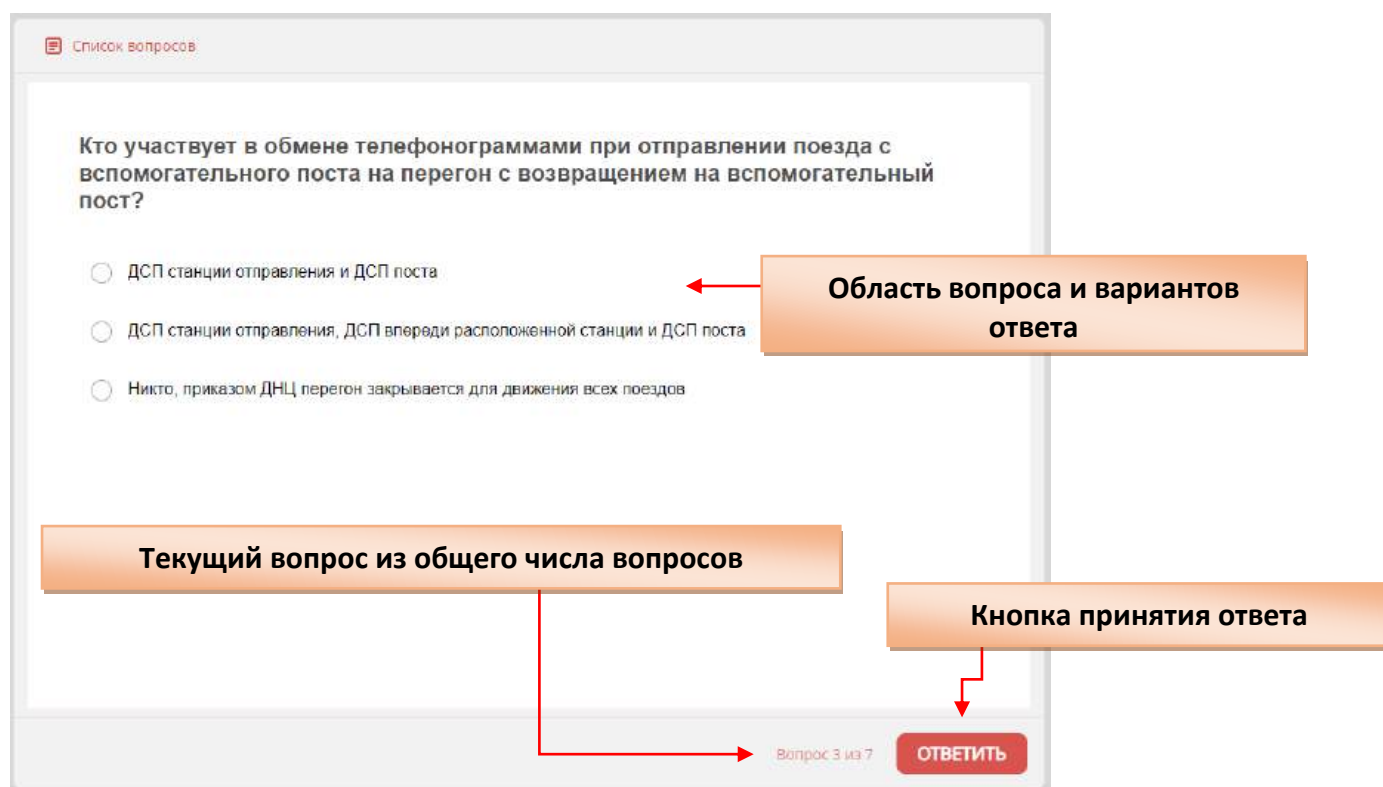 Список вопросов
Кто участвует в обмене телефонограммами при отправлении поезда с
вспомогательного поста на перегон с возвращением на вспомогательный
пост?
ДСП станции отправления и ДСП поста
ДСП станции отправления, ДСП впереди расположенной станции и ДСП поста
Никто, приказом ДНЦ перегон закрывается для движения всех поездов
Область вопроса и вариантов
ответа
Текущий вопрос из общего числа вопросов
Кнопка принятия ответа
Вопрос 3 из 7
ОТВЕТИТЬ